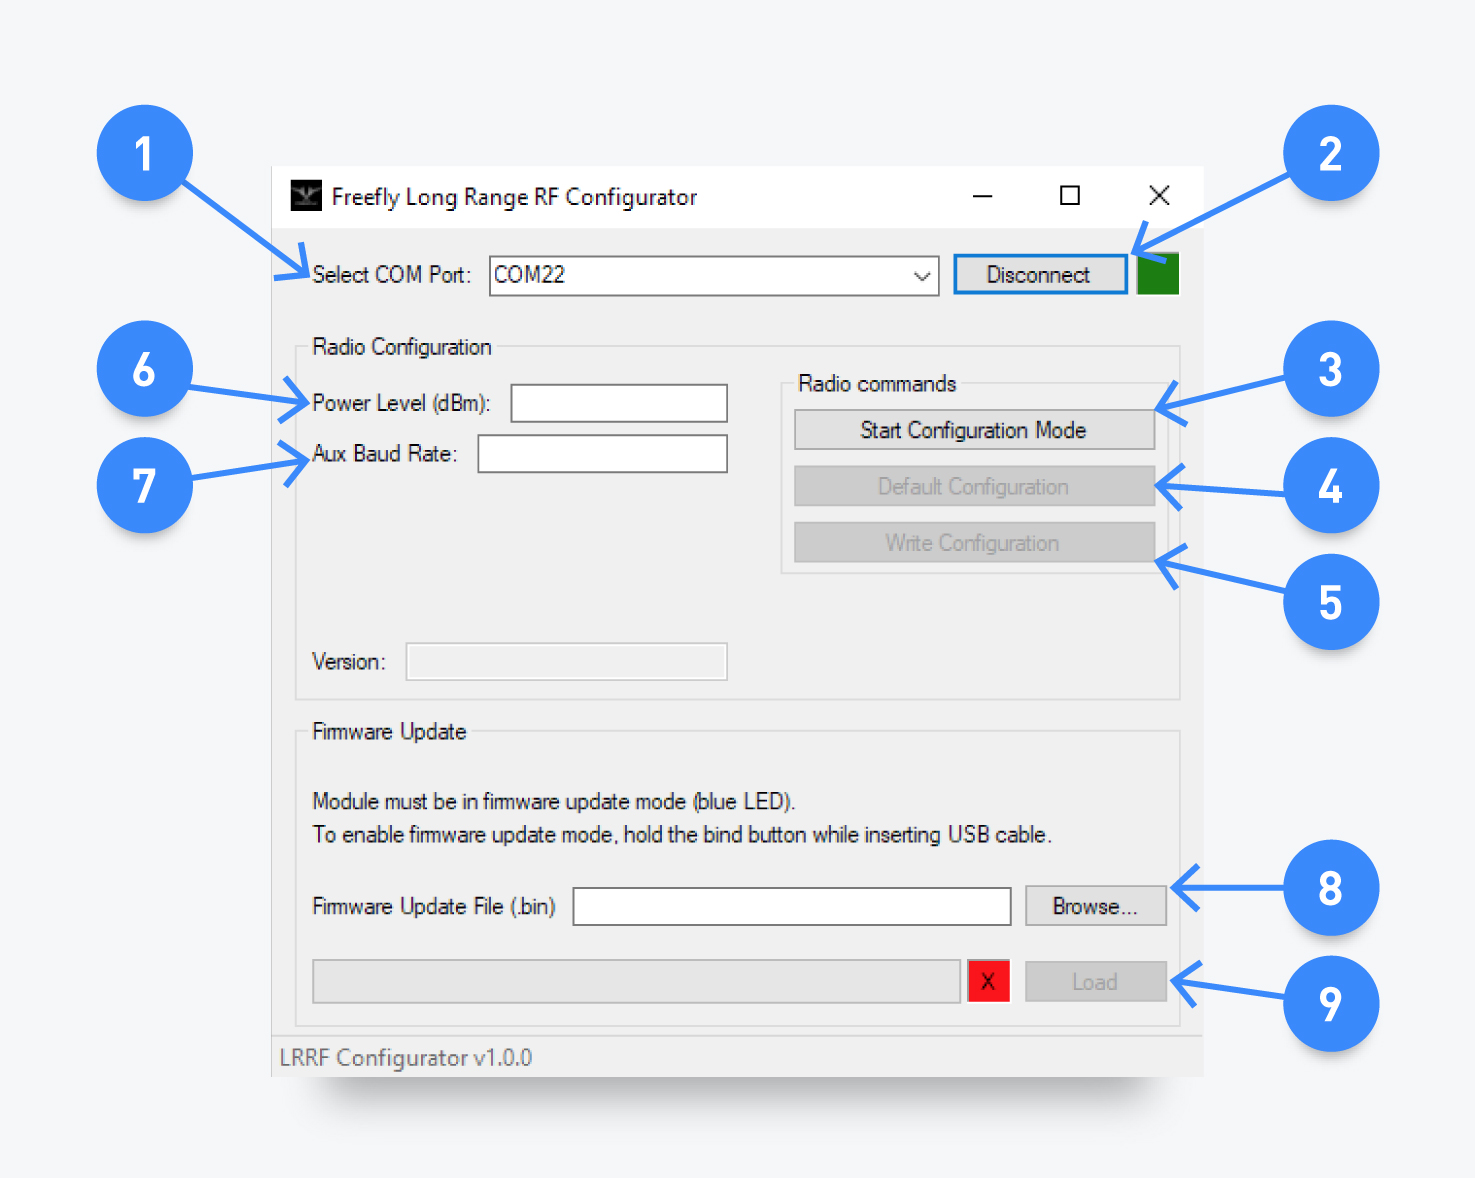 1
2
Freefly Long Range RF Configurator
Select COM Port: COM22 Disconnect
Radio Configuration
6
3
Radio commands
Power Level (dBm):
Start Configuration Mode
Aux Baud Rate:
7
4
Default Configuration
Write Configuration
5
Version:
Firmware Update
Module must be in firmware update mode (blue LED).
To enable firmware update mode, hold the bind button while inserting USB cable.
8
Firmware Update File (.bin) Browse...
X Load
9
LRRF Configurator v1.0.0